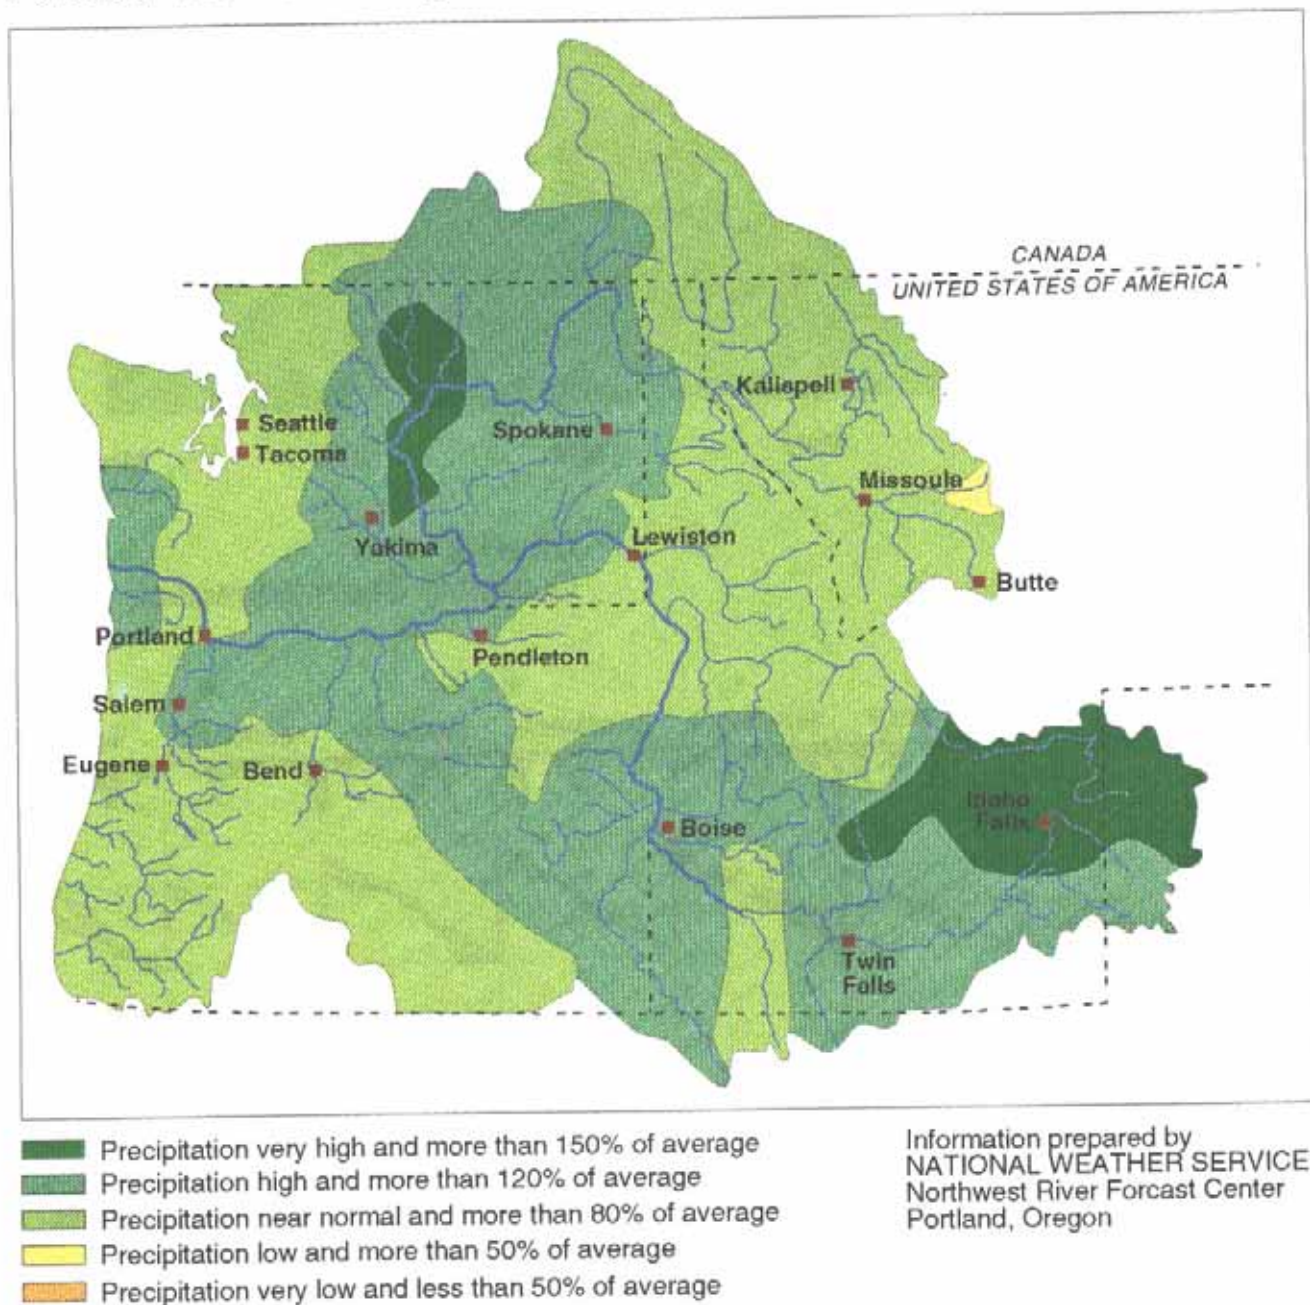 CANADA
UNITED STATES OF AMERICA
Kalispell
Seattle
Spokane
Tacoma
Missoula
Yakima
Lewiston
Butte
Portland
Pendleton
Salem
Eugene
Bend
Idaho
Falls
Boise
Twin
Falls
Precipitation very high and more than 150% of average
Precipitation high and more than 120% of average
Precipitation near normal and more than 80% of average
Precipitation low and more than 50% of average
Precipitation very low and less than 50% of average
Information prepared by
NATIONAL WEATHER SERVICE
Northwest River Forcast Center
Portland, Oregon